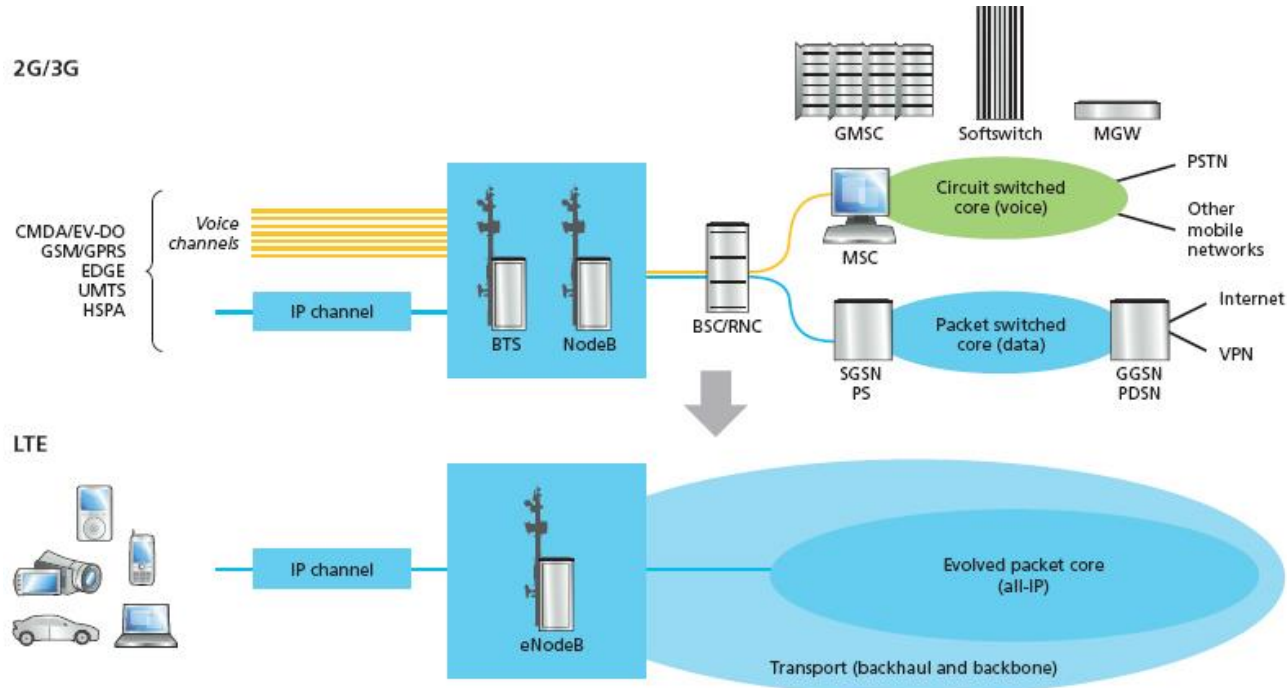 2G/3G
GMSC
Softswitch
MGW
CMDA/EV-DO
GSM/GPRS
EDGE
UMTS
HSPA
Voice
channels
IP channel
BTS
NodeB
BSC/RNC
MSC
Circuit switched
core (voice)
PSTN
Other
mobile
networks
SGSN
PS
Packet switched
core (data)
GGSN
PDSN
Internet
VPN
LTE
IP channel
eNodeB
Evolved packet core
(all-IP)
Transport (backhaul and backbone)